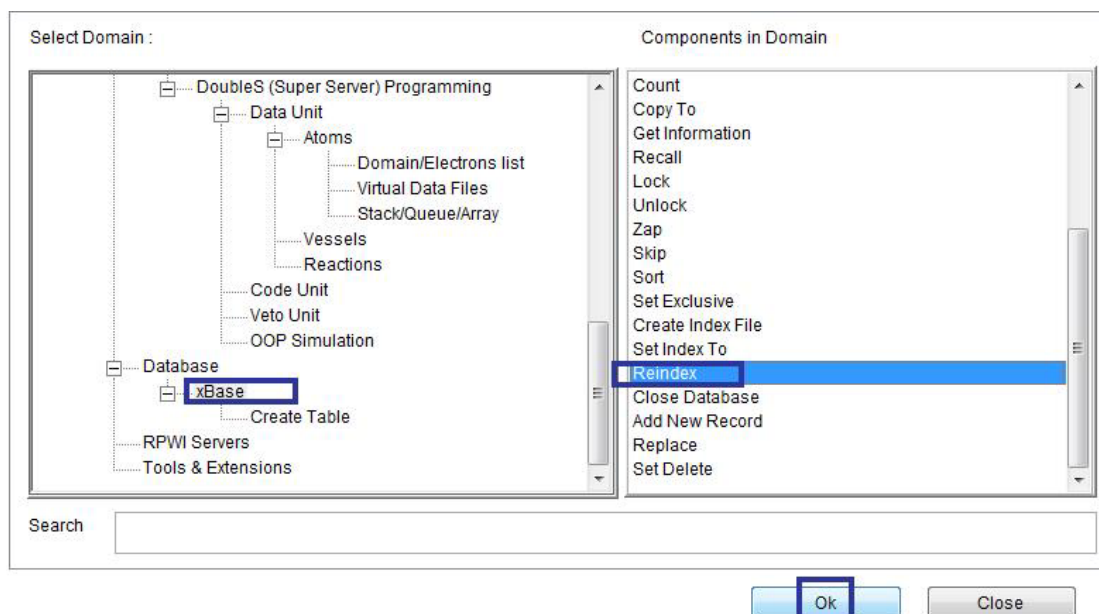 Select Domain :
Components in Domain
DoubleS (Super Server) Programming
Data Unit
Atoms
Domain/Electrons list
Virtual Data Files
Stack/Queue/Array
Vessels
Reactions
Code Unit
Veto Unit
OOP Simulation
Database
xBase
Create Table
RPWI Servers
Tools & Extensions
Count
Copy To
Get Information
Recall
Lock
Unlock
Zap
Skip
Sort
Set Exclusive
Create Index File
Set Index To
Reindex
Close Database
Add New Record
Replace
Set Delete
Search
Ok
Close